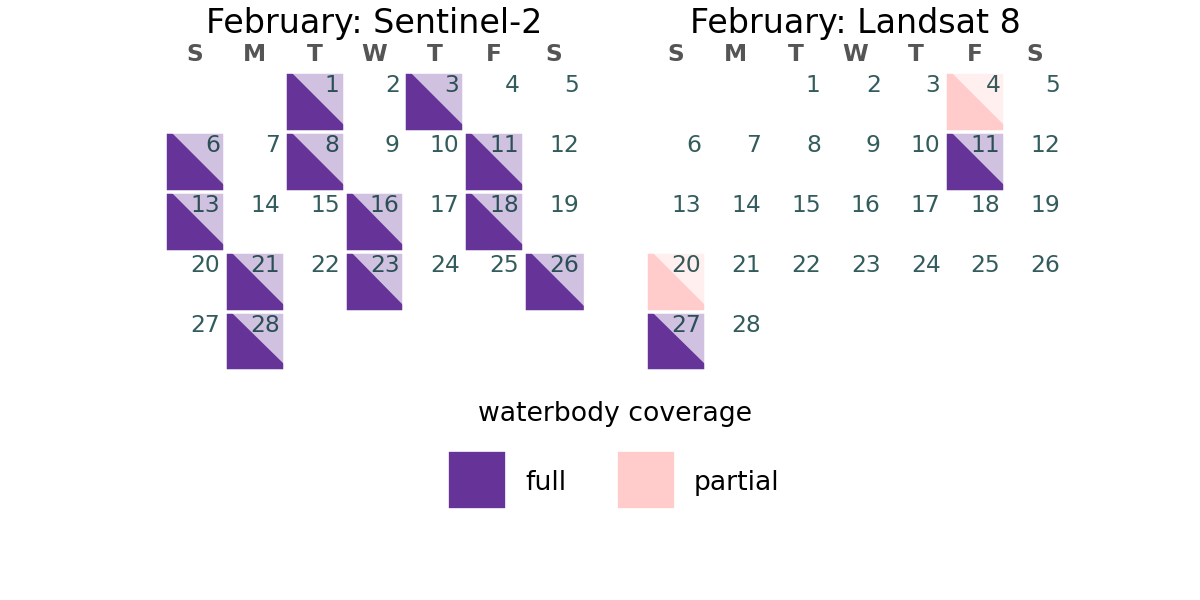 February: Sentinel-2
S M T W T F S
1 2 3 4 5
6 7 8 9 10 11 12
13 14 15 16 17 18 19
20 21 22 23 24 25 26
27 28
February: Landsat 8
S M T W T F S
1 2 3 4 5
6 7 8 9 10 11 12
13 14 15 16 17 18 19
20 21 22 23 24 25 26
27 28
waterbody coverage
full partial